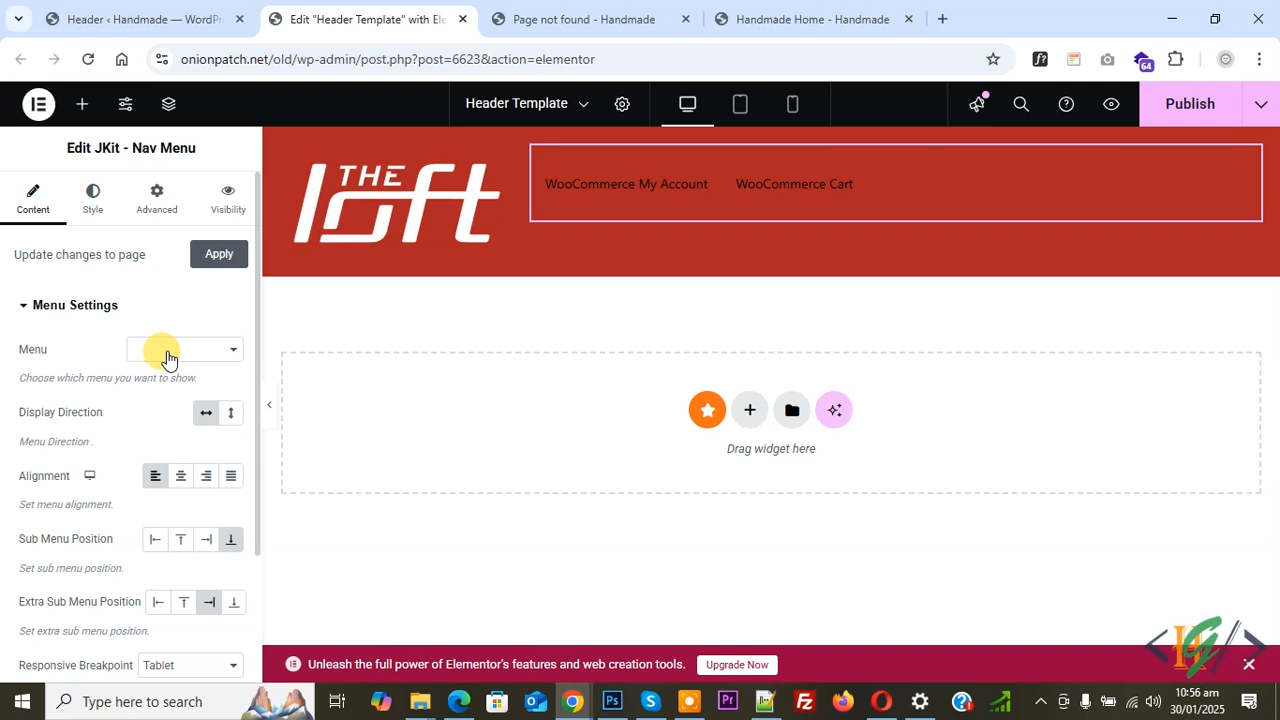 Header ‹ Handmade — WordPr
Edit "Header Template" with Ele
Page not found - Handmade
Handmade Home - Handmade
onionpatch.net/old/wp-admin/post.php?post=6623&action=elementor
64
Header Template
Publish
Edit JKit - Nav Menu
Content
Style
Advanced
Visibility
Update changes to page
Apply
Menu Settings
Menu
Choose which menu you want to show.
Display Direction
Menu Direction .
Alignment
Set menu alignment.
Sub Menu Position
Set sub menu position.
Extra Sub Menu Position
Set extra sub menu position.
Responsive Breakpoint
Tablet
THE
loft
WooCommerce My Account
WooCommerce Cart
Drag widget here
Unleash the full power of Elementor's features and web creation tools.
Upgrade Now
Type here to search
10:56 am
30/01/2025